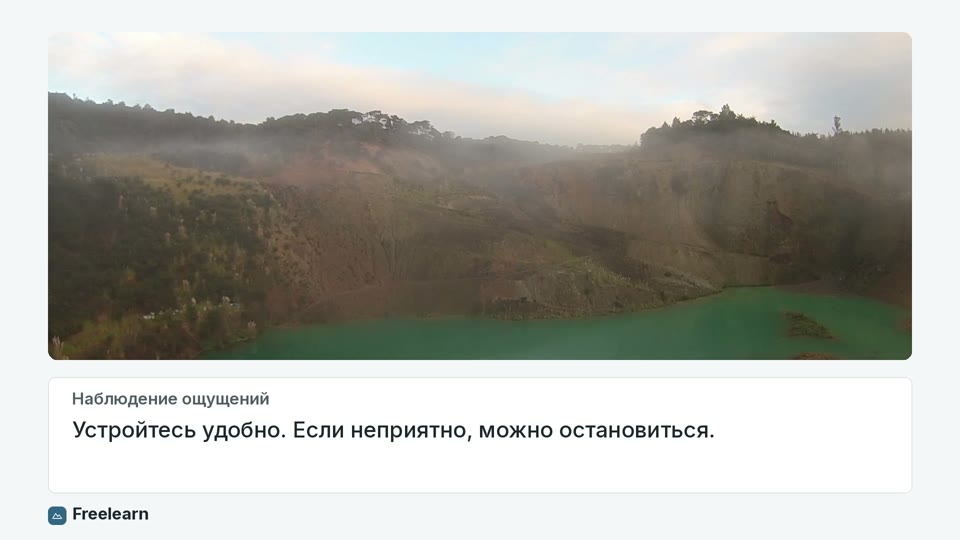 Наблюдение ощущений
Устройтесь удобно. Если неприятно, можно остановиться.
Freelearn